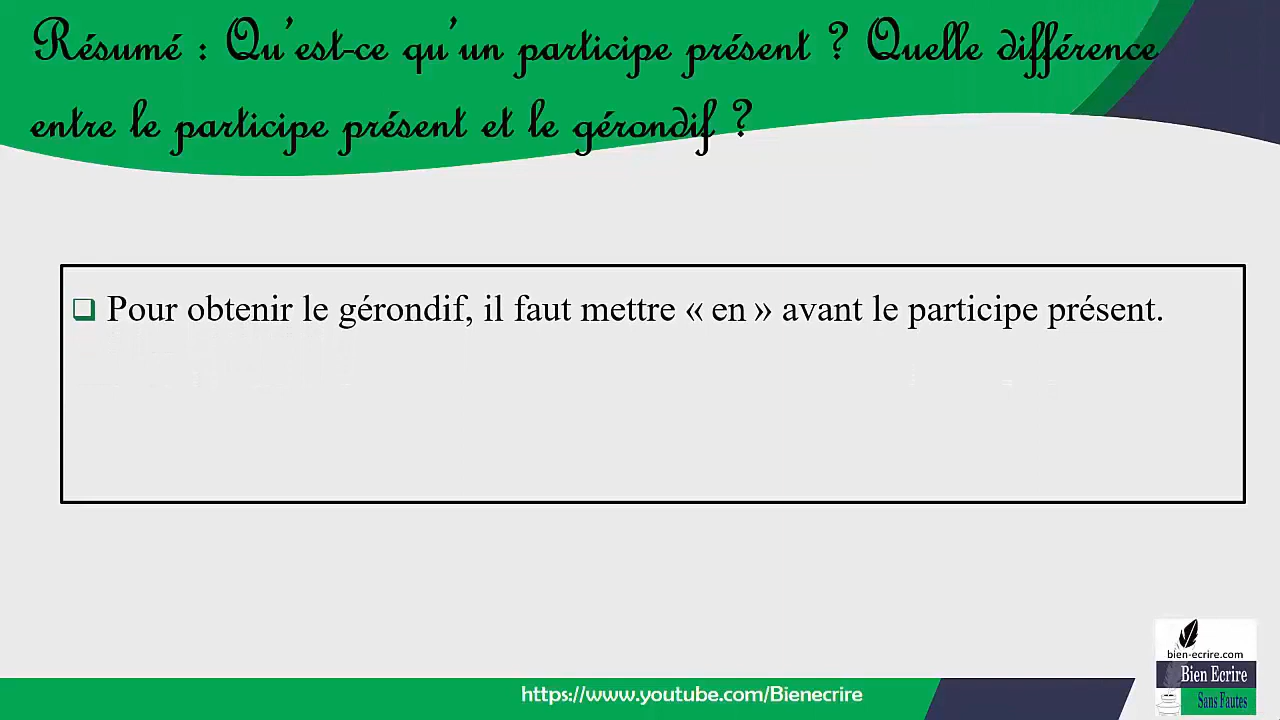 Résumé : Qu'est-ce qu'un participe présent ? Quelle différence
entre le participe présent et le gérondif ?
❑ Pour obtenir le gérondif, il faut mettre « en » avant le participe présent.
bien-ecrire.com
Bien Ecrire
Sans Fautes
https://www.youtube.com/Bienecrire